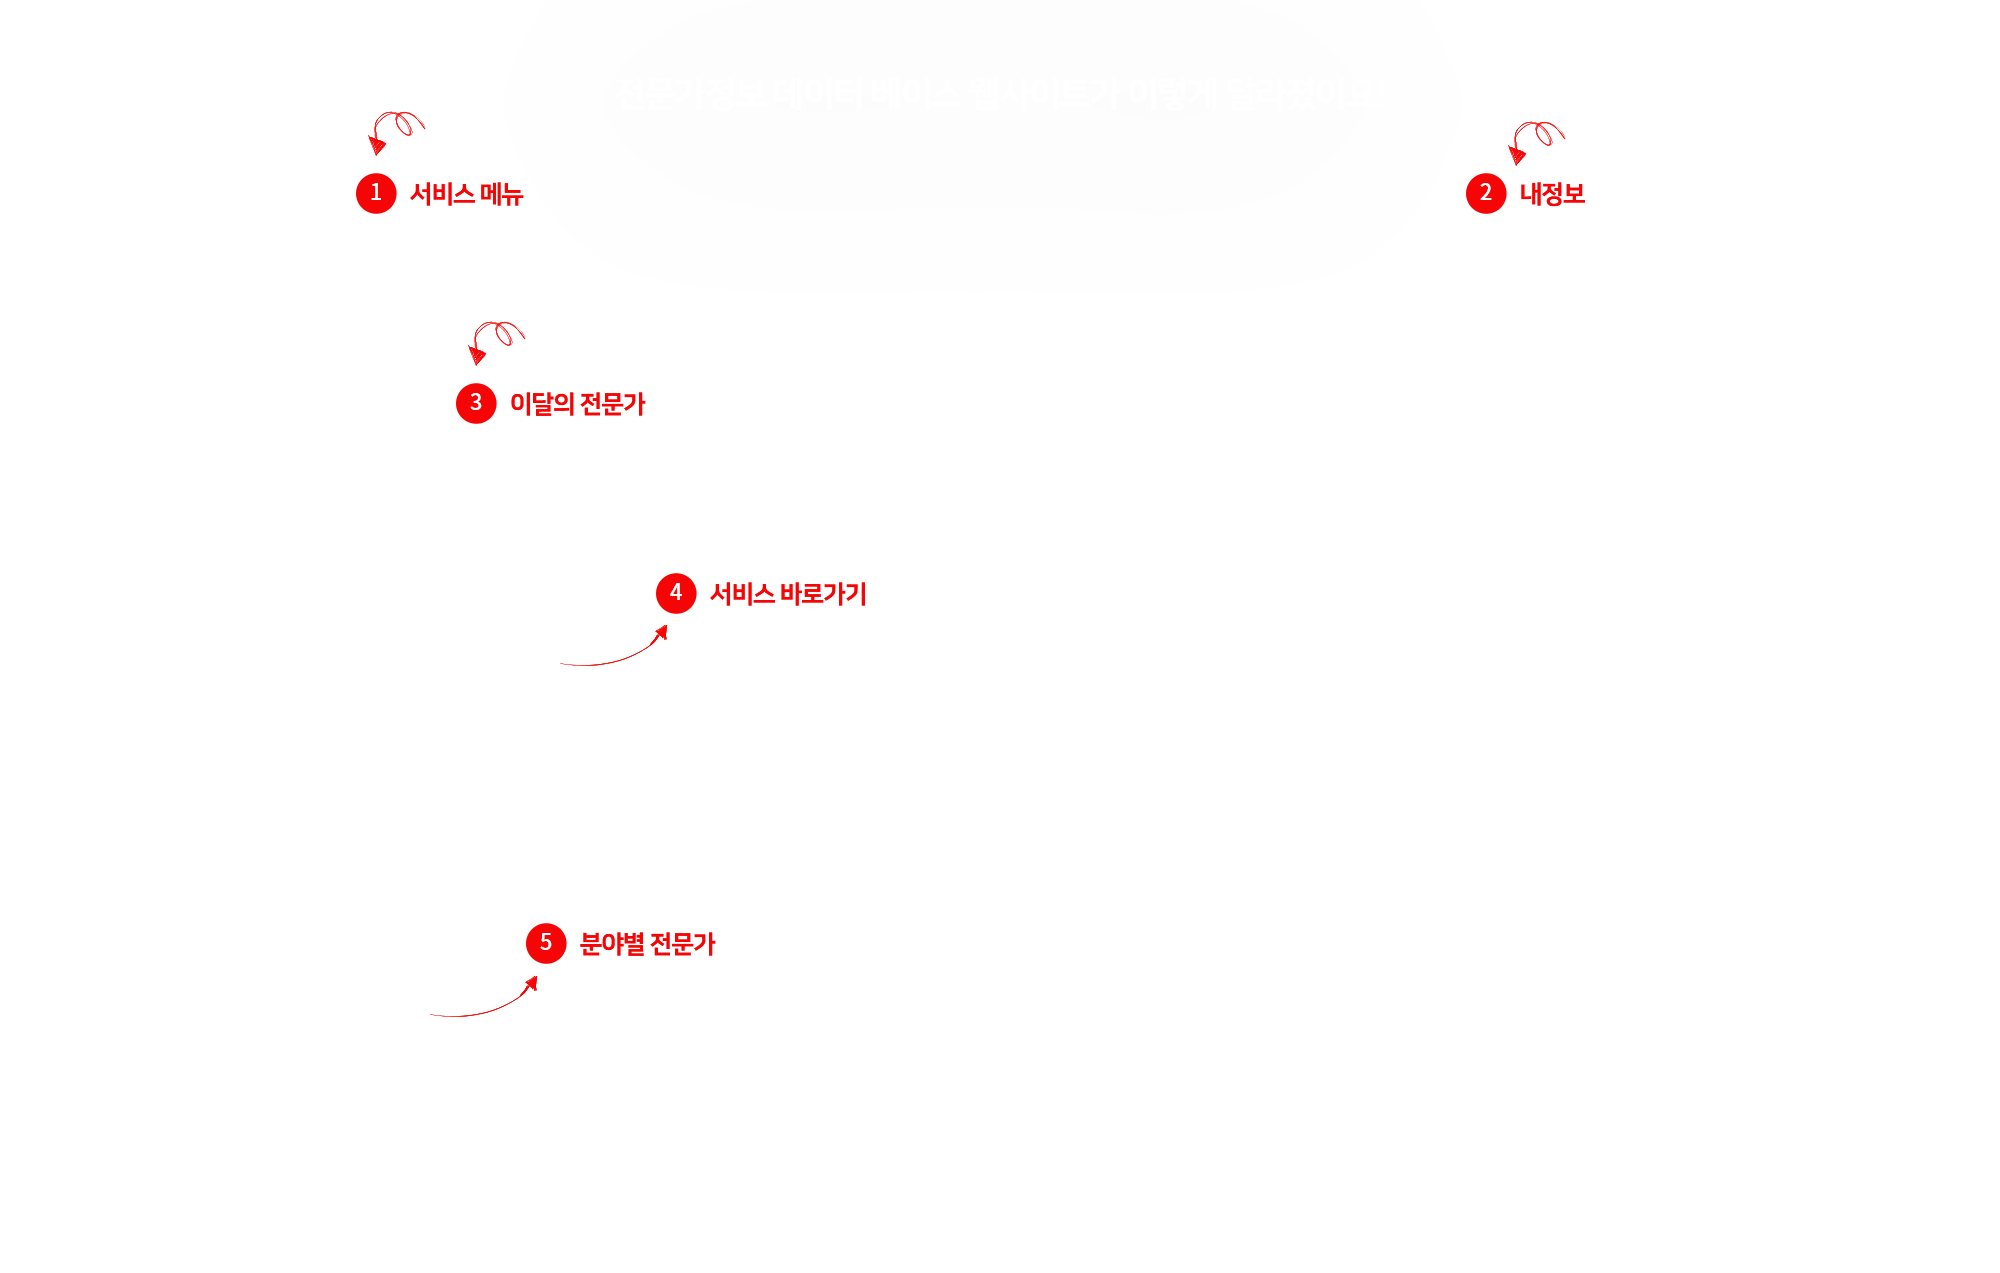 전문가정보 데이터 베이스 웹사이트가 이렇게 달라졌어요!
1 서비스 메뉴
2 내정보
3 이달의 전문가
4 서비스 바로가기
5 분야별 전문가